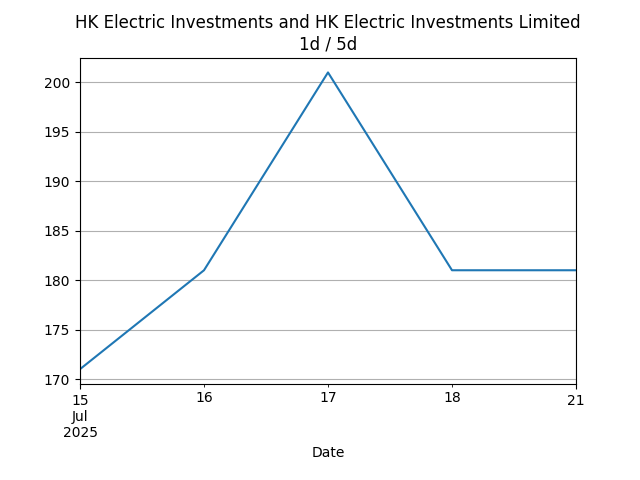 HK Electric Investments and HK Electric Investments Limited
1d / 5d
200
195
190
185
180
175
170
15 16 17 18 21
Jul
2025
Date